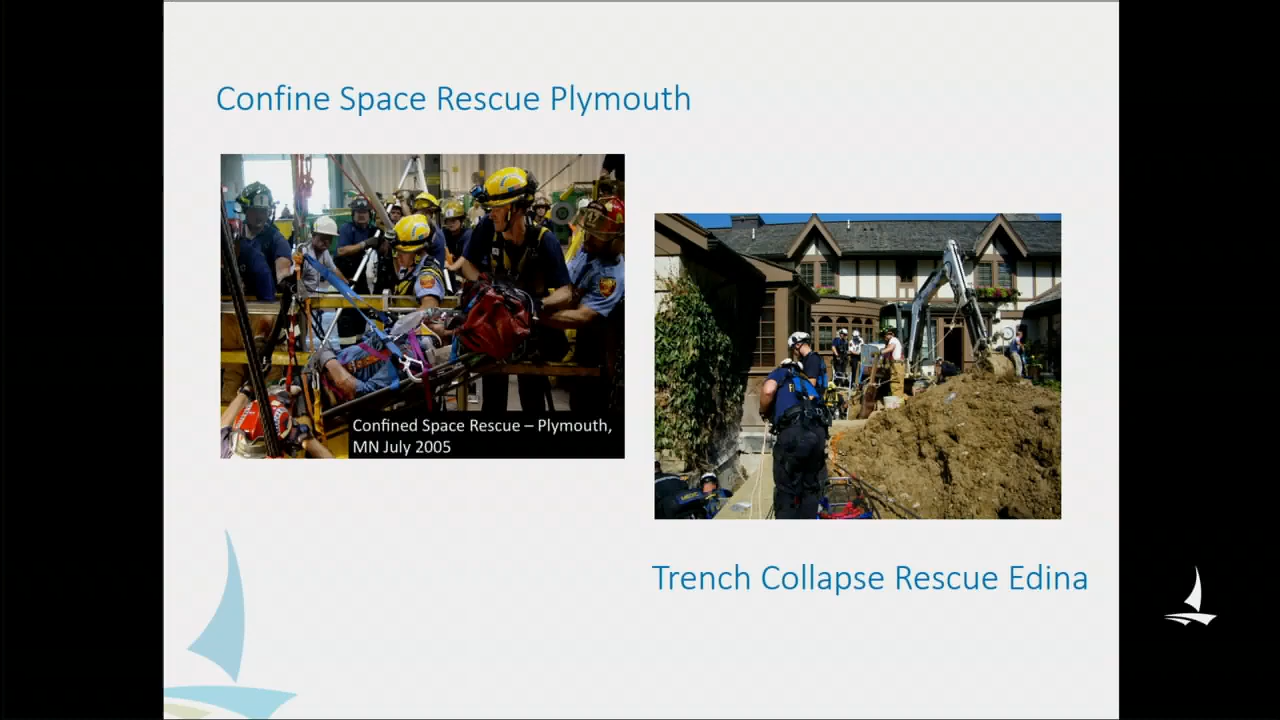 Confine Space Rescue Plymouth
Confined Space Rescue – Plymouth,
MN July 2005
Trench Collapse Rescue Edina